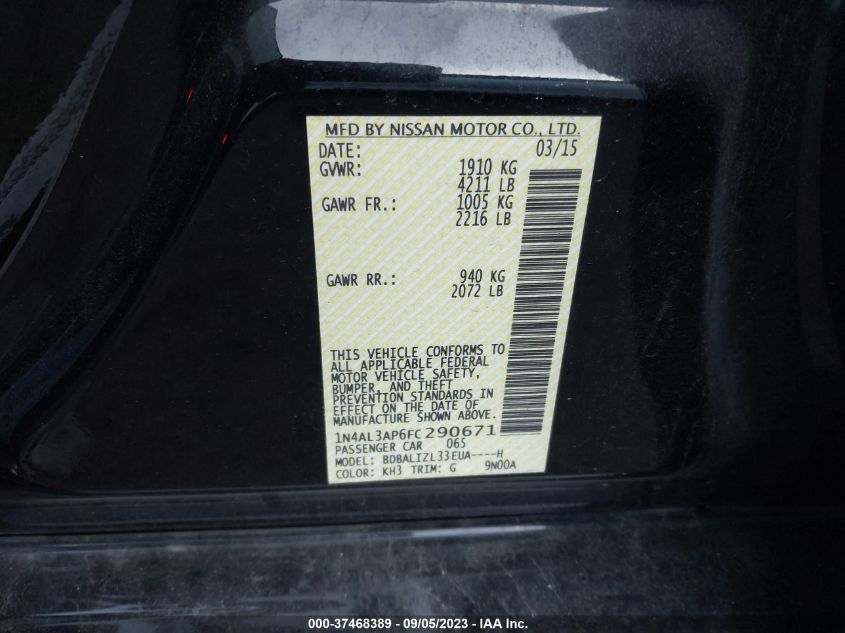 MFD BY NISSAN MOTOR CO., LTD.
DATE: 03/15
GVWR: 1910 KG
4211 LB
GAWR FR.: 1005 KG
2216 LB
GAWR RR.: 940 KG
2072 LB
THIS VEHICLE CONFORMS TO
ALL APPLICABLE FEDERAL
MOTOR VEHICLE SAFETY,
BUMPER, AND THEFT
PREVENTION STANDARDS IN
EFFECT ON THE DATE OF
MANUFACTURE SHOWN ABOVE.
1N4AL3AP6FC290671
PASSENGER CAR 065
MODEL: BDBALIZL33EUA----H
COLOR: KH3 TRIM: G 9N00A
000-37468389 - 09/05/2023 - IAA Inc.